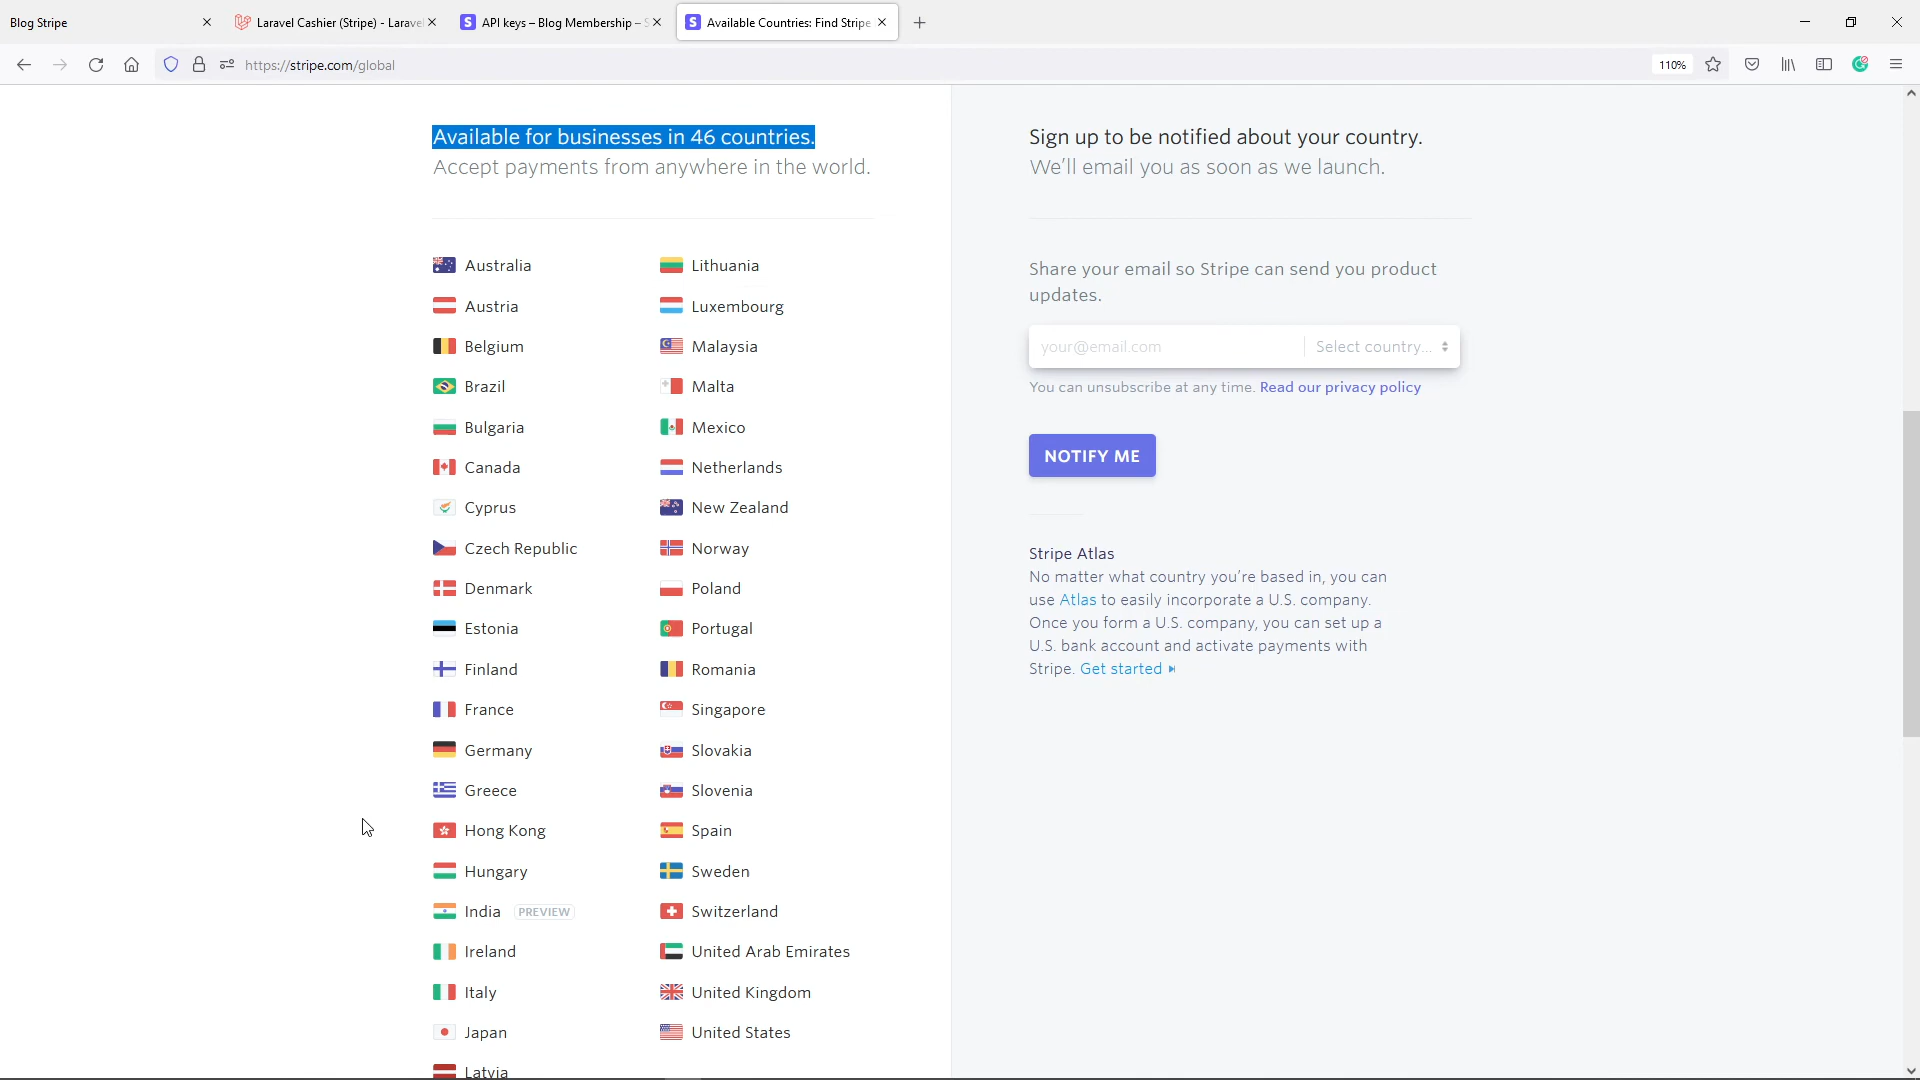 Blog Stripe
Laravel Cashier (Stripe) - Larave
API keys – Blog Membership – S
Available Countries: Find Stripe
https://stripe.com/global
110%
Available for businesses in 46 countries.
Accept payments from anywhere in the world.
Australia
Austria
Belgium
Brazil
Bulgaria
Canada
Cyprus
Czech Republic
Denmark
Estonia
Finland
France
Germany
Greece
Hong Kong
Hungary
India PREVIEW
Ireland
Italy
Japan
Latvia
Lithuania
Luxembourg
Malaysia
Malta
Mexico
Netherlands
New Zealand
Norway
Poland
Portugal
Romania
Singapore
Slovakia
Slovenia
Spain
Sweden
Switzerland
United Arab Emirates
United Kingdom
United States
Sign up to be notified about your country.
We’ll email you as soon as we launch.
Share your email so Stripe can send you product
updates.
your@email.com
Select country...
You can unsubscribe at any time. Read our privacy policy
NOTIFY ME
Stripe Atlas
No matter what country you’re based in, you can
use Atlas to easily incorporate a U.S. company.
Once you form a U.S. company, you can set up a
U.S. bank account and activate payments with
Stripe. Get started